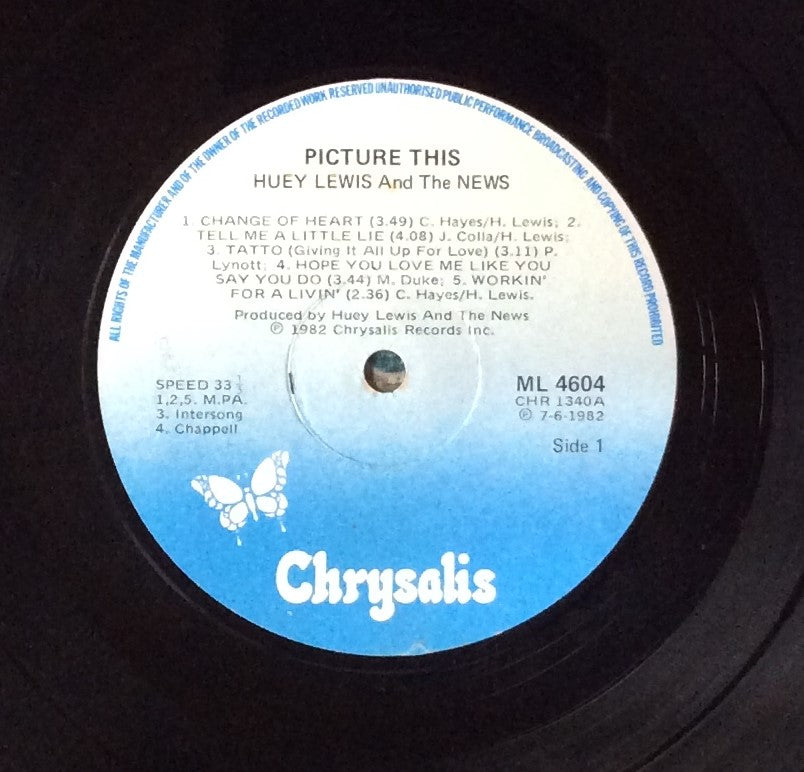 ALL RIGHTS OF THE MANUFACTURER AND OF THE OWNER OF THE RECORDED WORK RESERVED UNAUTHORISED PUBLIC PERFORMANCE BROADCASTING AND COPYING OF THIS RECORD PROHIBITED
PICTURE THIS
HUEY LEWIS And The NEWS
1. CHANGE OF HEART (3.49) C. Hayes/H. Lewis; 2.
TELL ME A LITTLE LIE (4.08) J. Colla/H. Lewis;
3. TATTO (Giving It All Up For Love) (3.11) P.
Lynott; 4. HOPE YOU LOVE ME LIKE YOU
SAY YOU DO (3.44) M. Duke; 5. WORKIN'
FOR A LIVIN' (2.36) C. Hayes/H. Lewis.
Produced by Huey Lewis And The News
℗ 1982 Chrysalis Records Inc.
SPEED 33 1/3
1,2,5. M.PA.
3. Intersong
4. Chappell
ML 4604
CHR 1340A
℗ 7-6-1982
Side 1
Chrysalis